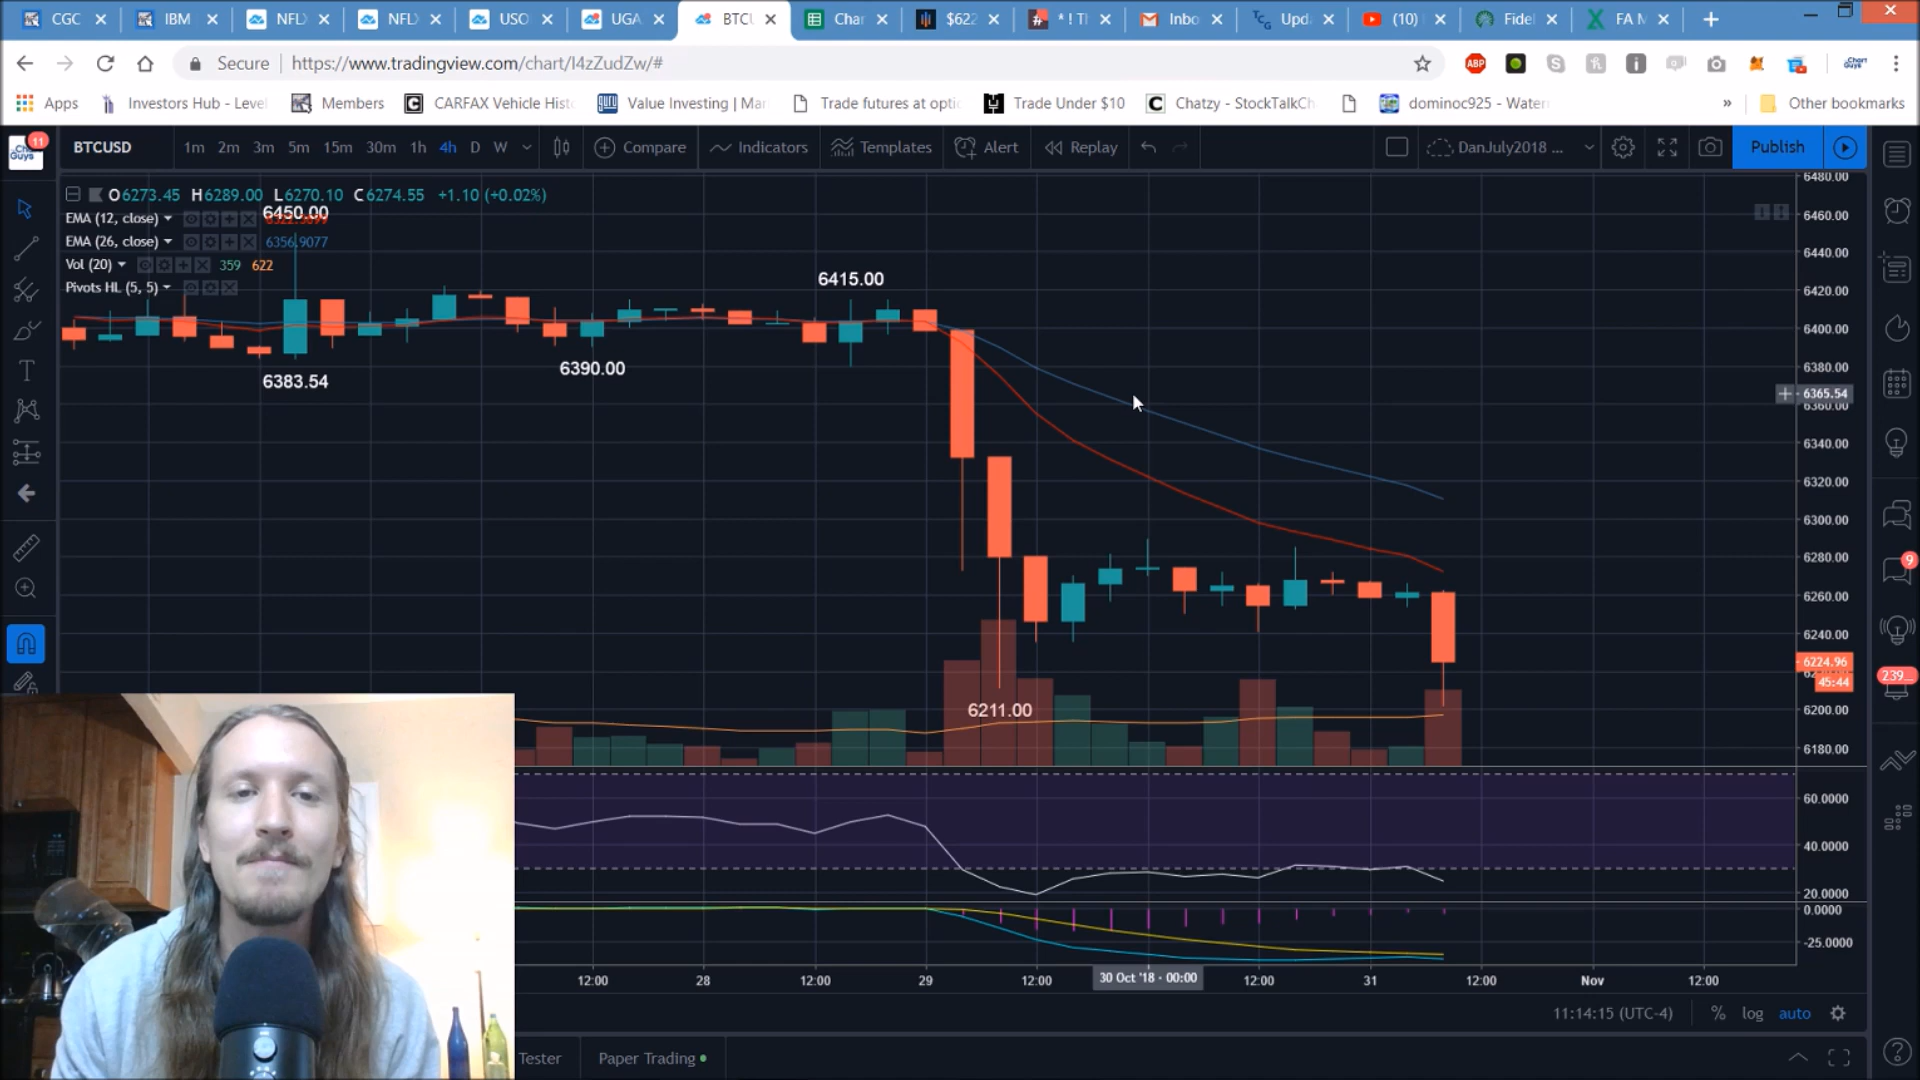 CGC IBM NFL NFL USO UGA BTCU Char $622 * ! Tl Inbo Upd (10) Fidel FA M
Secure https://www.tradingview.com/chart/I4zZudZw/#
Apps Investors Hub - Level Members CARFAX Vehicle Histo Value Investing | Mar Trade futures at optio Trade Under $10 Chatzy - StockTalkCh dominoc925 - Water » Other bookmarks
BTCUSD 1m 2m 3m 5m 15m 30m 1h 4h D W Compare Indicators Templates Alert Replay DanJuly2018 ... Publish
11
O6273.45 H6289.00 L6270.10 C6274.55 +1.10 (+0.02%)
EMA (12, close)
EMA (26, close) 6356.9077
Vol (20) 359 622
Pivots HL (5, 5)
6450.00
6415.00
6390.00
6383.54
6211.00
6480.00
6460.00
6440.00
6420.00
6400.00
6380.00
6365.54
6360.00
6340.00
6320.00
6300.00
6280.00
6260.00
6240.00
6224.96
45:44
6200.00
6180.00
60.0000
40.0000
20.0000
0.0000
-25.0000
9
239...
12:00 28 12:00 29 12:00 30 Oct '18 - 00:00 12:00 31 12:00 Nov 12:00
11:14:15 (UTC-4) % log auto
Tester Paper Trading